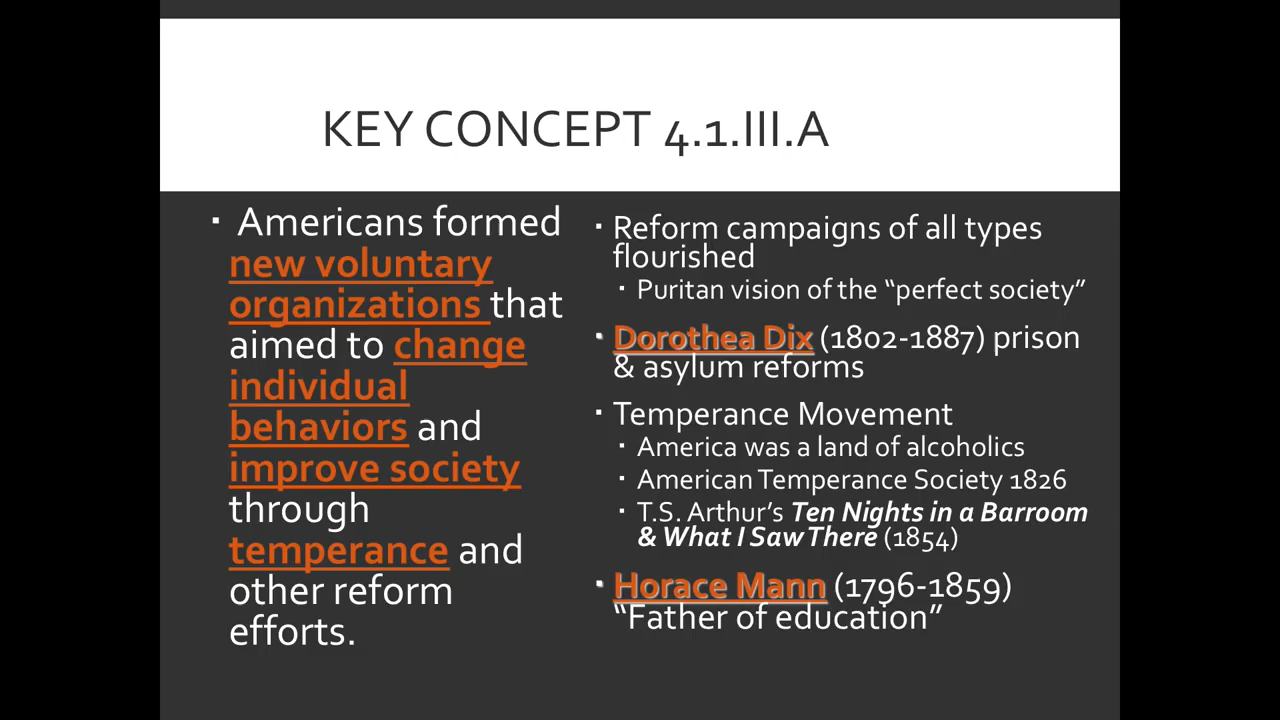 KEY CONCEPT 4.1.III.A
▪ Americans formed
new voluntary
organizations that
aimed to change
individual
behaviors and
improve society
through
temperance and
other reform
efforts.
▪ Reform campaigns of all types
flourished
▪ Puritan vision of the “perfect society”
▪ Dorothea Dix (1802-1887) prison
& asylum reforms
▪ Temperance Movement
▪ America was a land of alcoholics
▪ American Temperance Society 1826
▪ T.S. Arthur’s Ten Nights in a Barroom
& What I Saw There (1854)
▪ Horace Mann (1796-1859)
“Father of education”